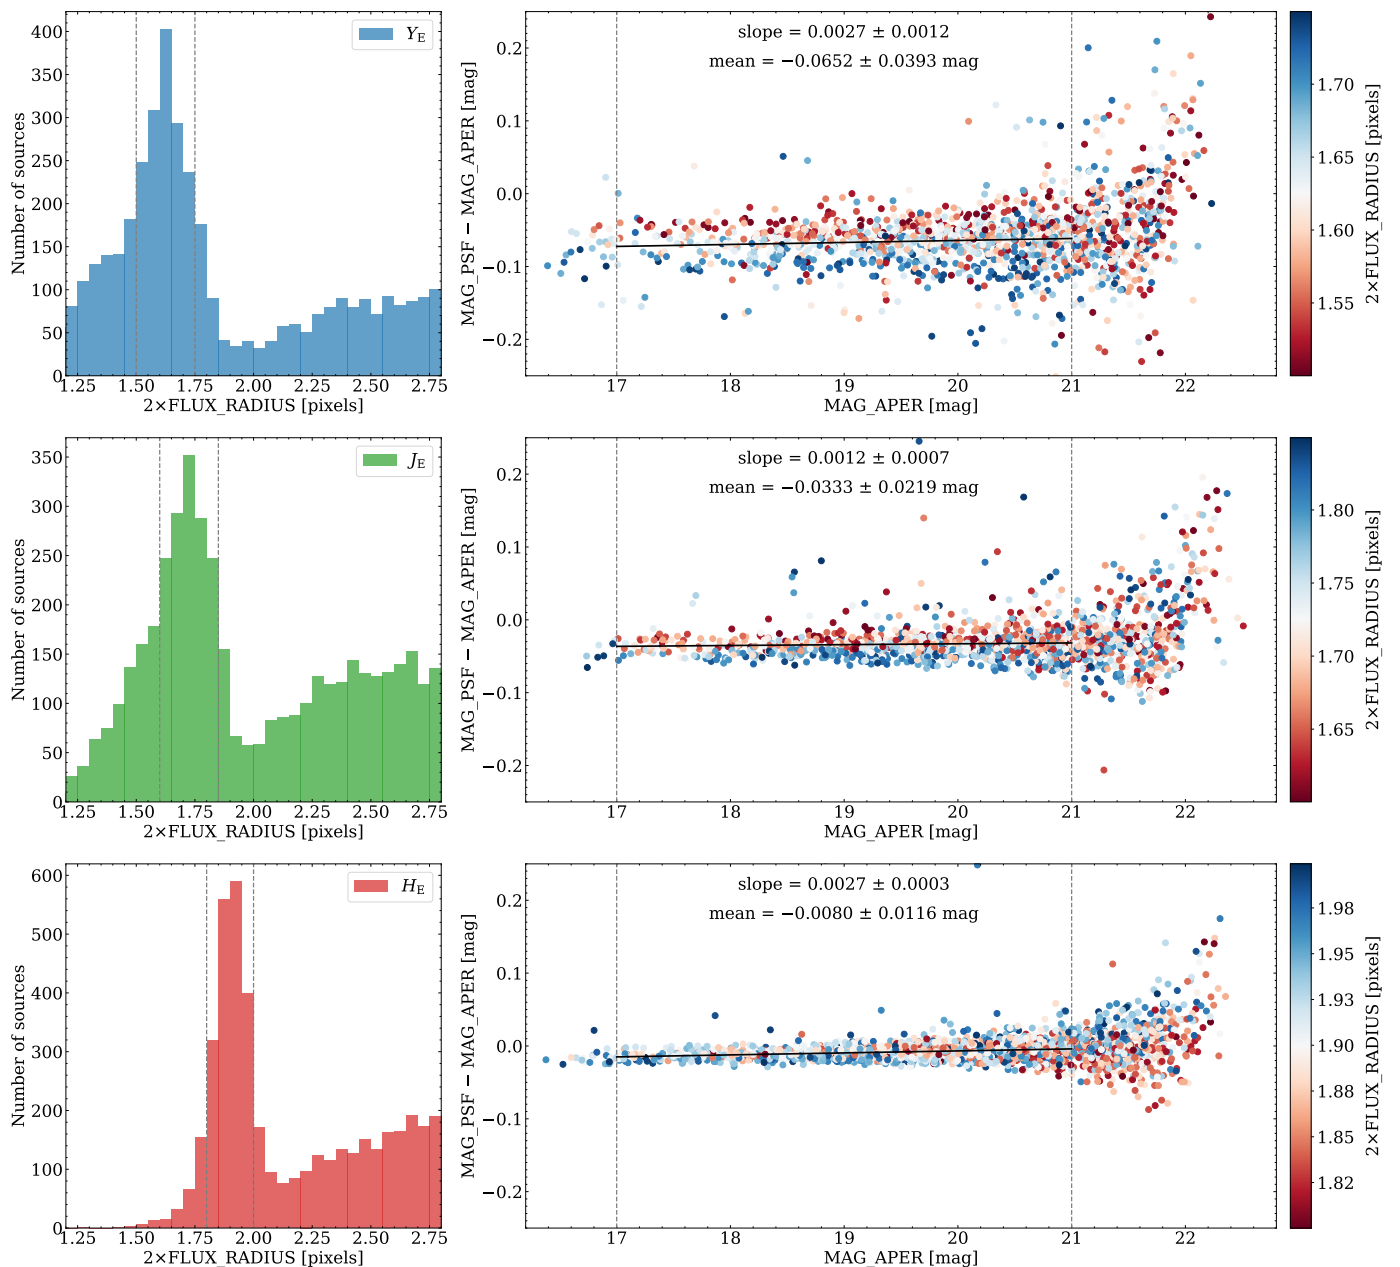 Y_E
Number of sources
0
50
100
150
200
250
300
350
400
1.25 1.50 1.75 2.00 2.25 2.50 2.75
2×FLUX_RADIUS [pixels]
slope = 0.0027 ± 0.0012
mean = −0.0652 ± 0.0393 mag
MAG_PSF − MAG_APER [mag]
0.2
0.1
0.0
−0.1
−0.2
17 18 19 20 21 22
MAG_APER [mag]
1.70
1.65
1.60
1.55
2×FLUX_RADIUS [pixels]
J_E
Number of sources
0
50
100
150
200
250
300
350
1.25 1.50 1.75 2.00 2.25 2.50 2.75
2×FLUX_RADIUS [pixels]
slope = 0.0012 ± 0.0007
mean = −0.0333 ± 0.0219 mag
MAG_PSF − MAG_APER [mag]
0.2
0.1
0.0
−0.1
−0.2
17 18 19 20 21 22
MAG_APER [mag]
1.80
1.75
1.70
1.65
2×FLUX_RADIUS [pixels]
H_E
Number of sources
0
100
200
300
400
500
600
1.25 1.50 1.75 2.00 2.25 2.50 2.75
2×FLUX_RADIUS [pixels]
slope = 0.0027 ± 0.0003
mean = −0.0080 ± 0.0116 mag
MAG_PSF − MAG_APER [mag]
0.2
0.1
0.0
−0.1
−0.2
17 18 19 20 21 22
MAG_APER [mag]
1.98
1.95
1.93
1.90
1.88
1.85
1.82
2×FLUX_RADIUS [pixels]